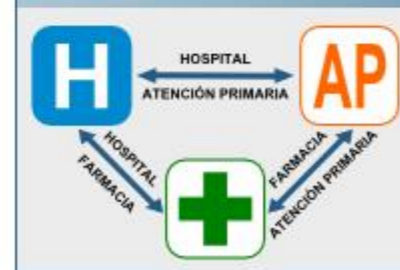 H
HOSPITAL
ATENCIÓN PRIMARIA
AP
HOSPITAL
FARMACIA
FARMACIA
ATENCIÓN PRIMARIA